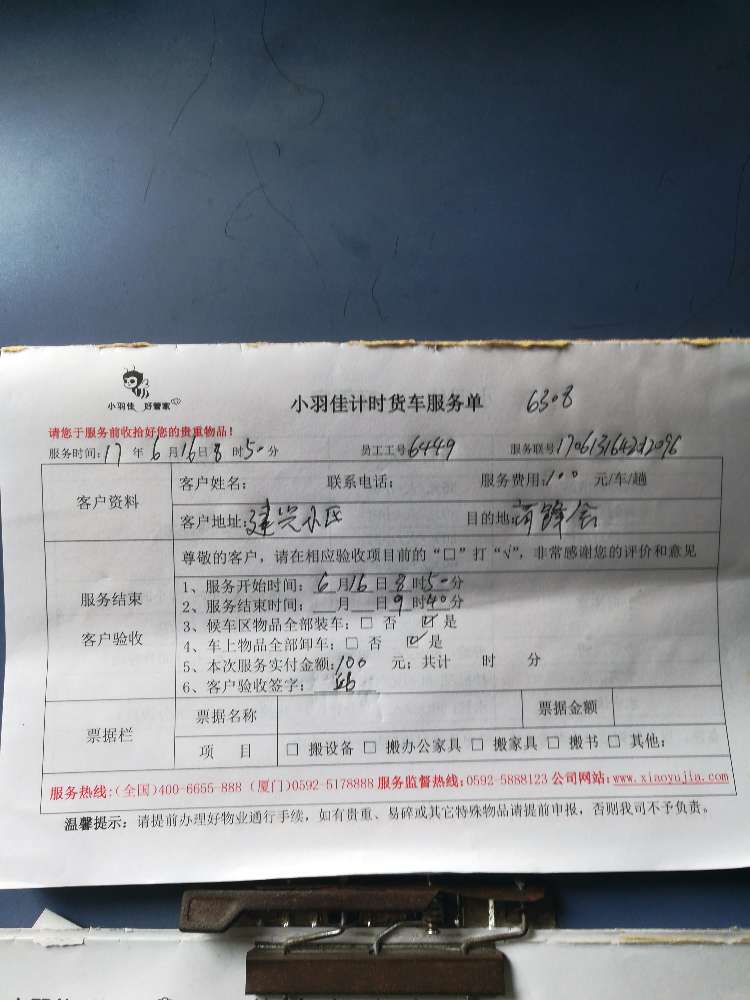 小羽佳 好管家
小羽佳计时货车服务单 6308
请您于服务前收拾好您的贵重物品！
服务时间：17 年 6 月 16 日 8 时 50 分 员工工号 6449 服务联号
客户资料
客户姓名： 联系电话： 服务费用：100 元/车/趟
客户地址：建兴小区 目的地：
尊敬的客户，请在相应验收项目前的“□”打“√”，非常感谢您的评价和意见
服务结束
客户验收
1、服务开始时间：6 月 16 日 8 时 50 分
2、服务结束时间： 月 日 9 时 40 分
3、候车区物品全部装车：□ 否 ☑ 是
4、车上物品全部卸车：□ 否 ☑ 是
5、本次服务实付金额：100 元；共计 时 分
6、客户验收签字：
票据栏
票据名称 票据金额
项 目 □ 搬设备 □ 搬办公家具 □ 搬家具 □ 搬书 □ 其他：
服务热线：(全国)400-6655-888 (厦门)0592-5178888 服务监督热线：0592-5888123 公司网站：www.xiaoyujia.com
温馨提示：请提前办理好物业通行手续，如有贵重、易碎或其它特殊物品请提前申报，否则我司不予负责。